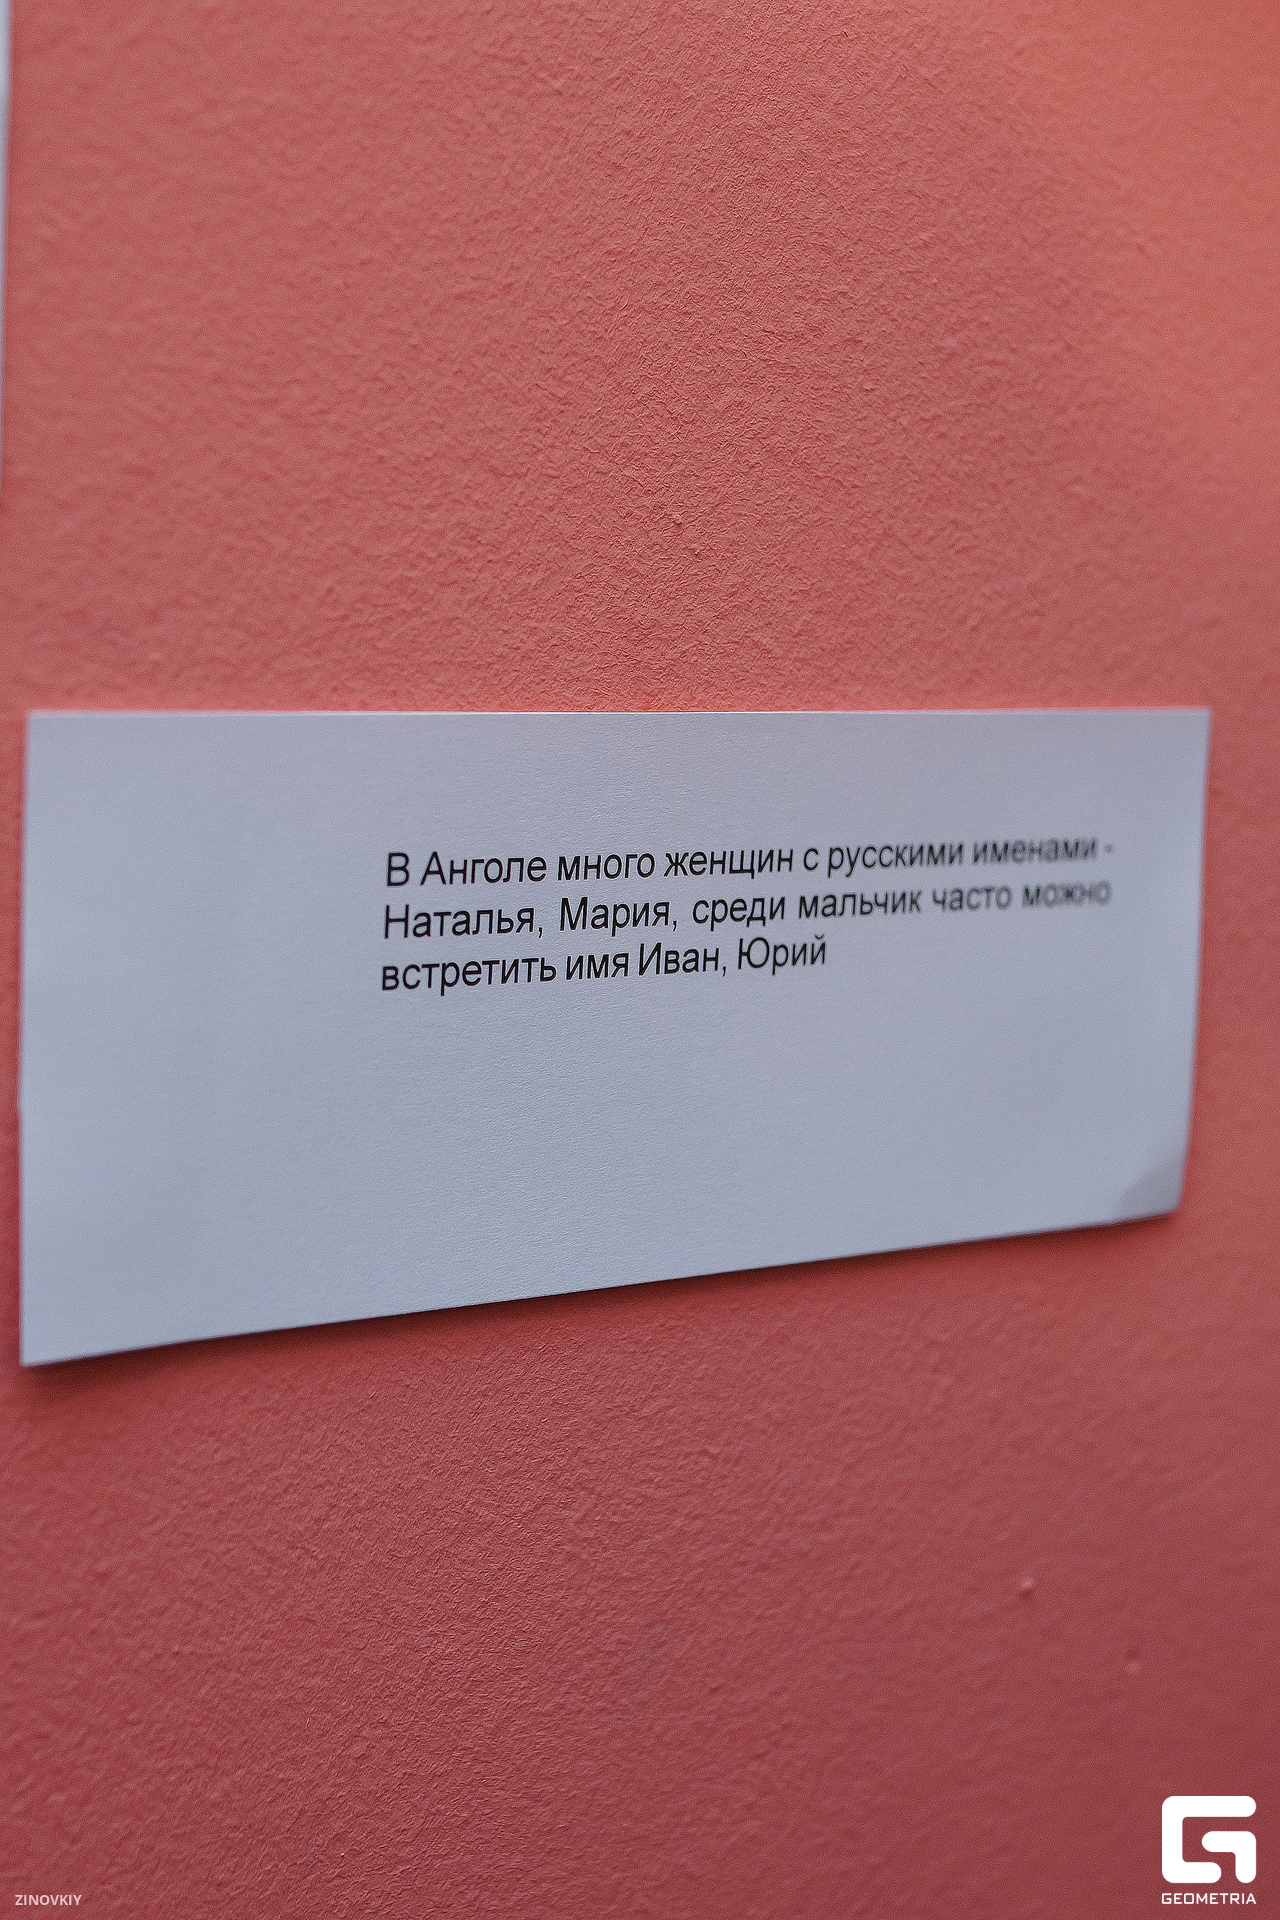 В Анголе много женщин с русскими именами -
Наталья, Мария, среди мальчик часто можно
встретить имя Иван, Юрий
ZINOVKIY
GEOMETRIA